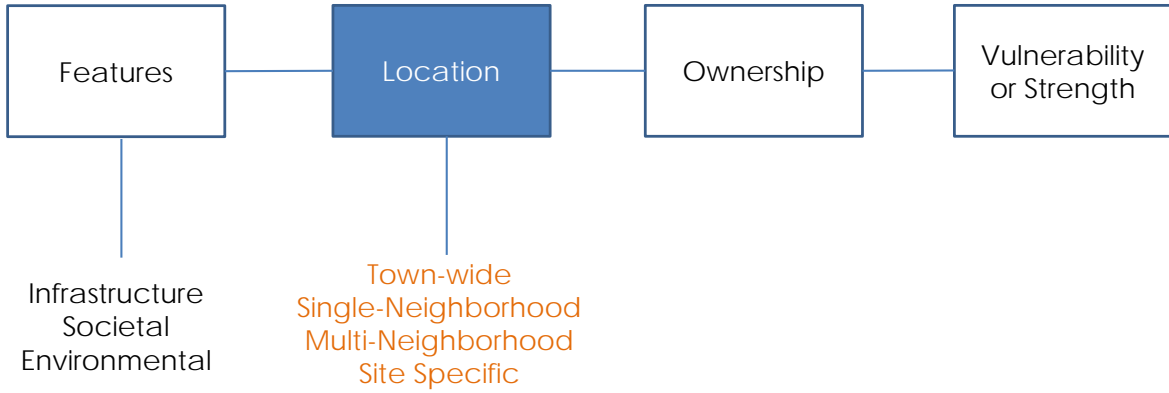 Features
Location
Ownership
Vulnerability
or Strength
Infrastructure
Societal
Environmental
Town-wide
Single-Neighborhood
Multi-Neighborhood
Site Specific